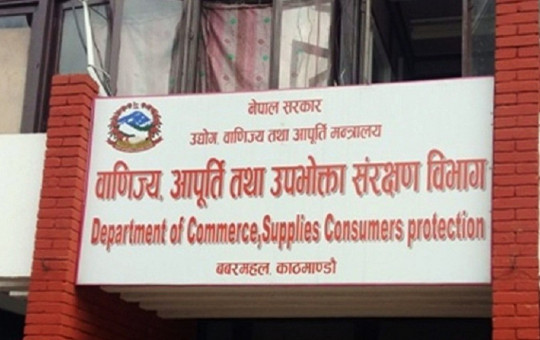 नेपाल सरकार
उद्योग, वाणिज्य तथा आपूर्ति मन्त्रालय
वाणिज्य, आपूर्ति तथा उपभोक्ता संरक्षण विभाग
Department of Commerce,Supplies Consumers protection
बबरमहल, काठमाण्डौ